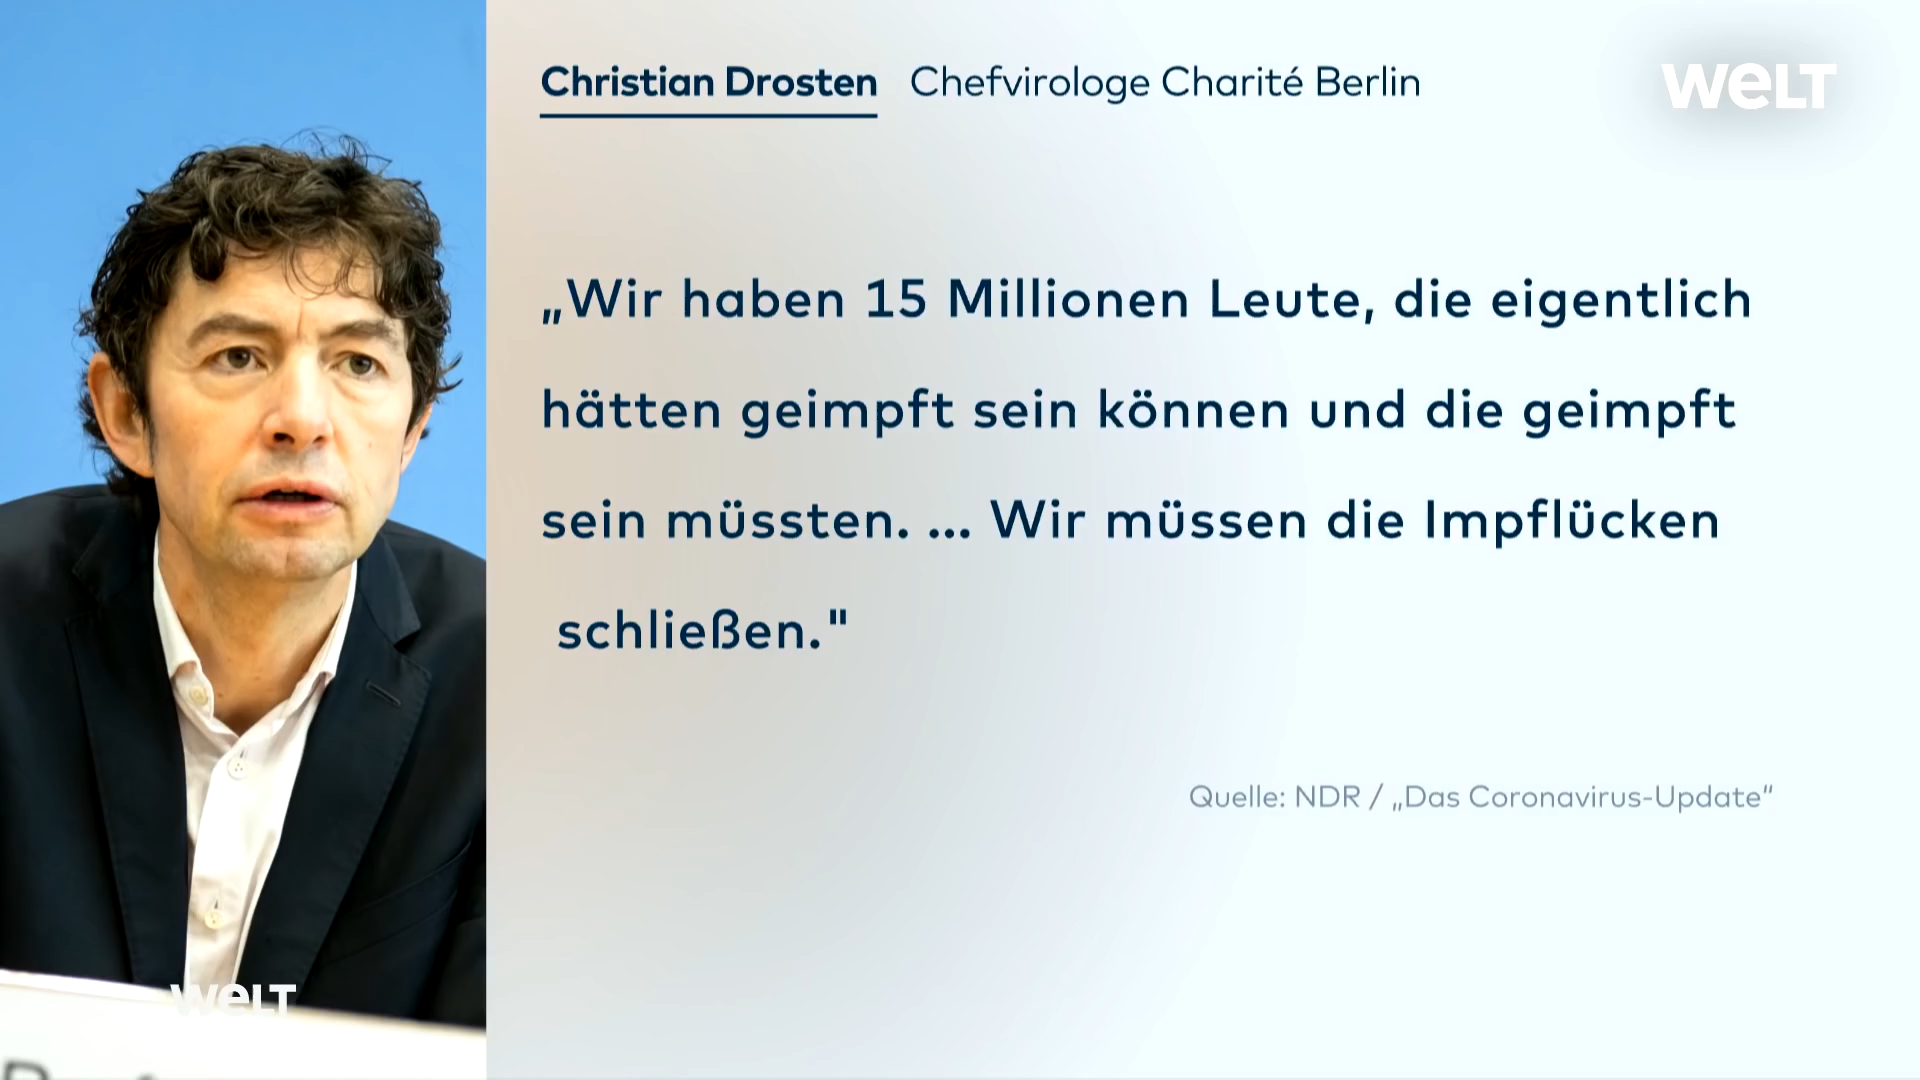 Christian Drosten Chefvirologe Charité Berlin
WELT
„Wir haben 15 Millionen Leute, die eigentlich
hätten geimpft sein können und die geimpft
sein müssten. ... Wir müssen die Impflücken
schließen."
Quelle: NDR / „Das Coronavirus-Update“
WELT